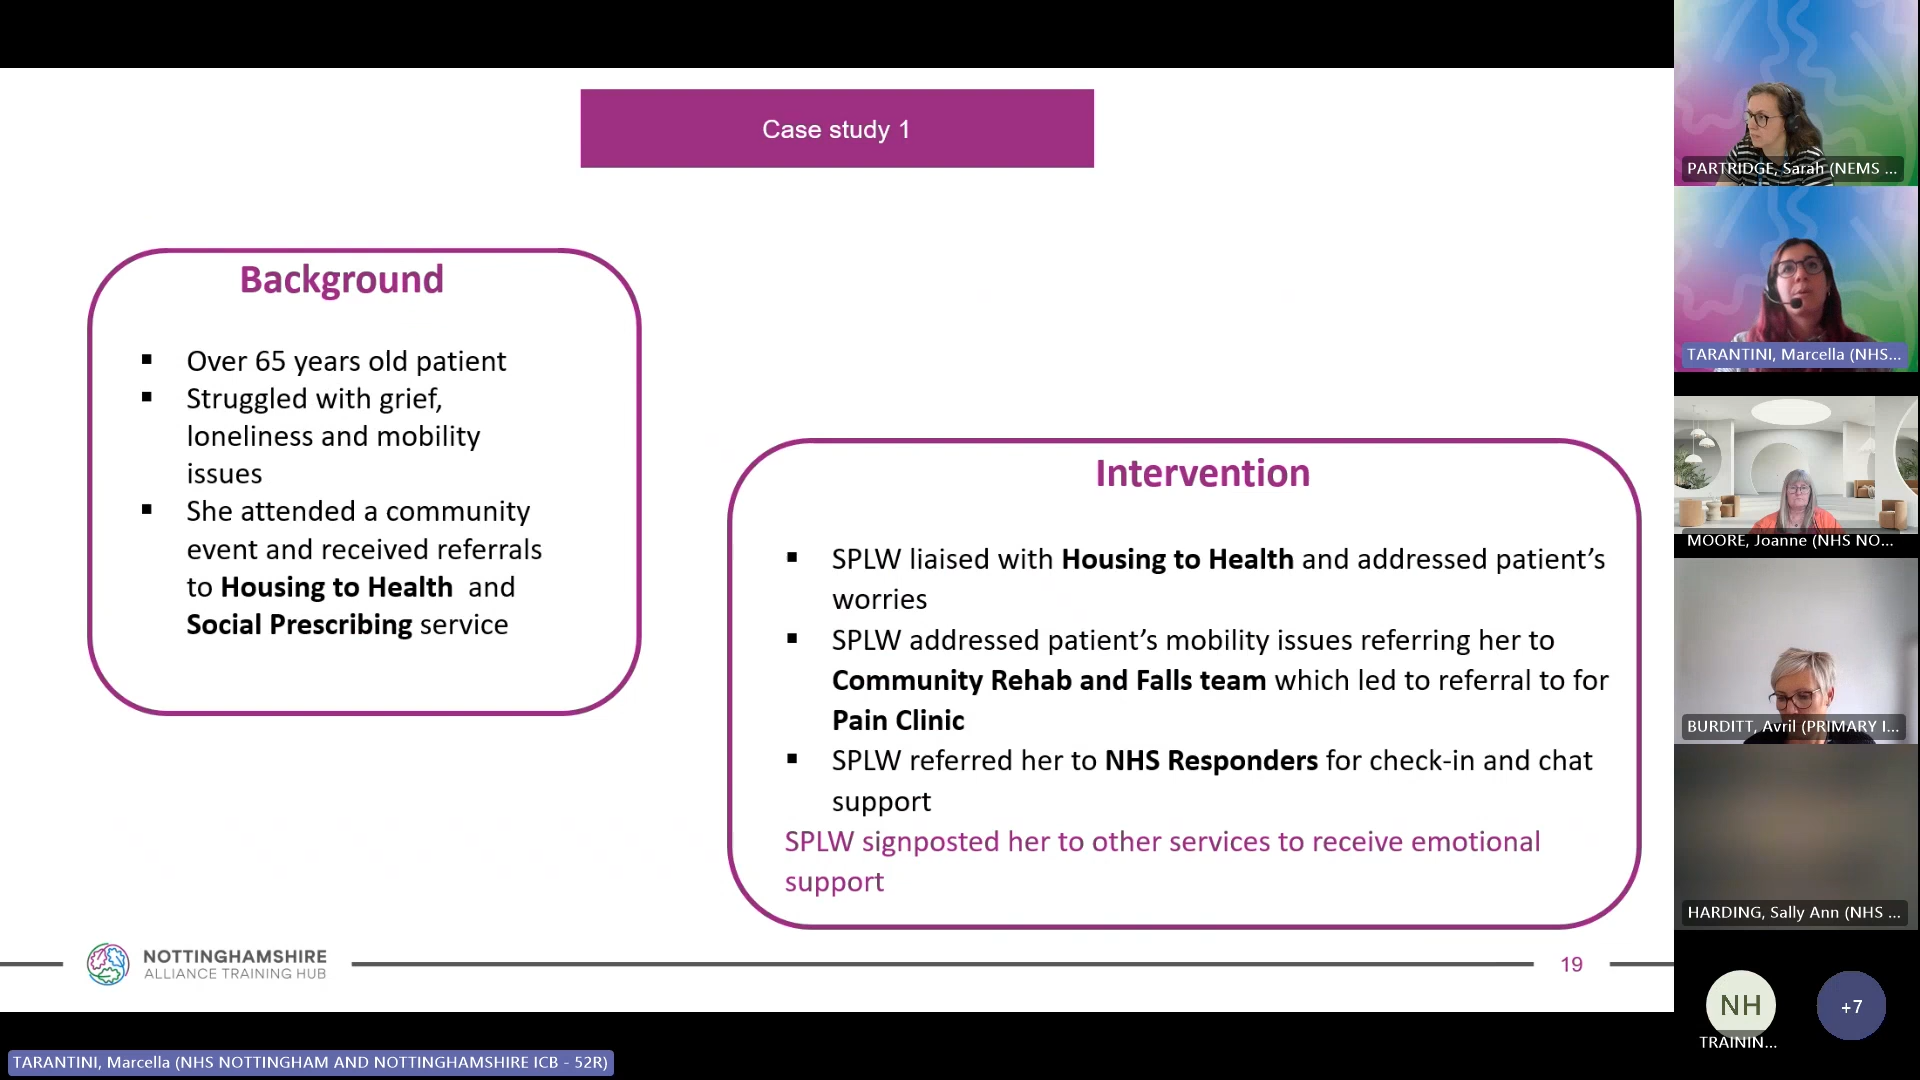 Case study 1
Background
▪ Over 65 years old patient
▪ Struggled with grief,
loneliness and mobility
issues
▪ She attended a community
event and received referrals
to Housing to Health and
Social Prescribing service
Intervention
▪ SPLW liaised with Housing to Health and addressed patient’s
worries
▪ SPLW addressed patient’s mobility issues referring her to
Community Rehab and Falls team which led to referral to for
Pain Clinic
▪ SPLW referred her to NHS Responders for check-in and chat
support
SPLW signposted her to other services to receive emotional
support
NOTTINGHAMSHIRE
ALLIANCE TRAINING HUB
19
TARANTINI, Marcella (NHS NOTTINGHAM AND NOTTINGHAMSHIRE ICB - 52R)
PARTRIDGE, Sarah (NEMS ...
TARANTINI, Marcella (NHS...
MOORE, Joanne (NHS NO...
BURDITT, Avril (PRIMARY I...
HARDING, Sally Ann (NHS ...
NH
TRAININ...
+7